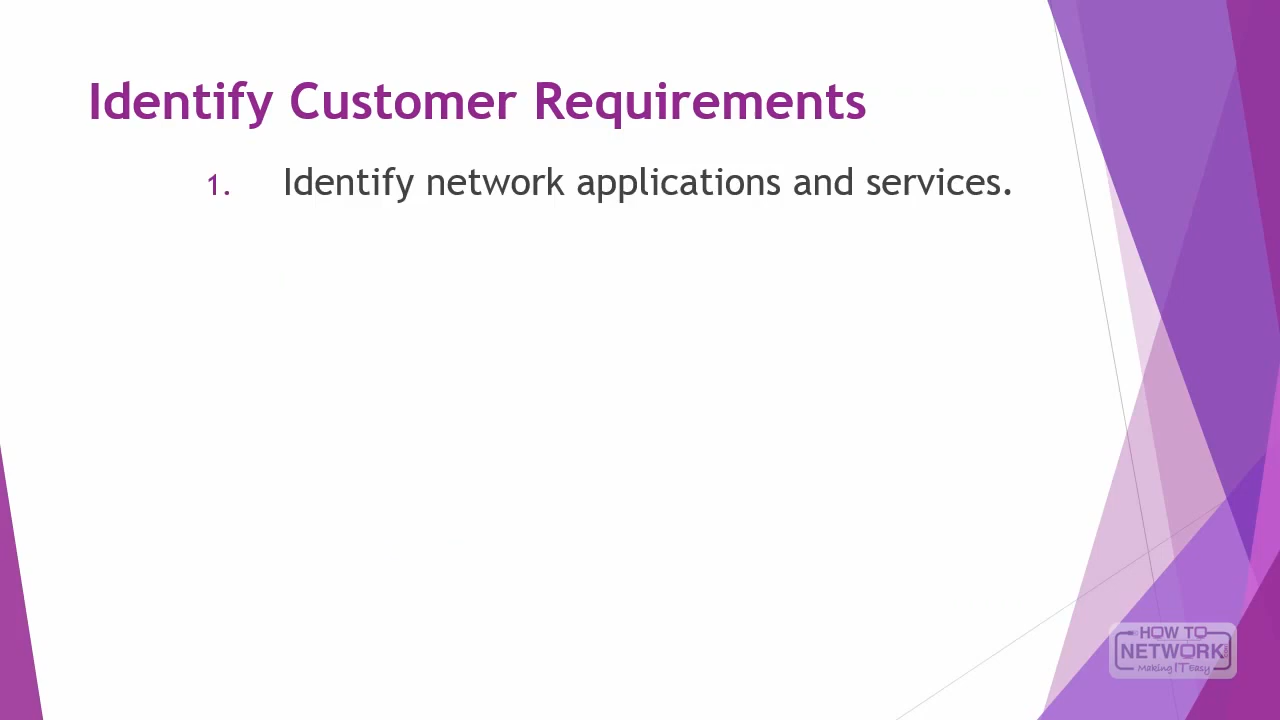 Identify Customer Requirements
1. Identify network applications and services.
HOW TO
NETWORK
Making IT Easy